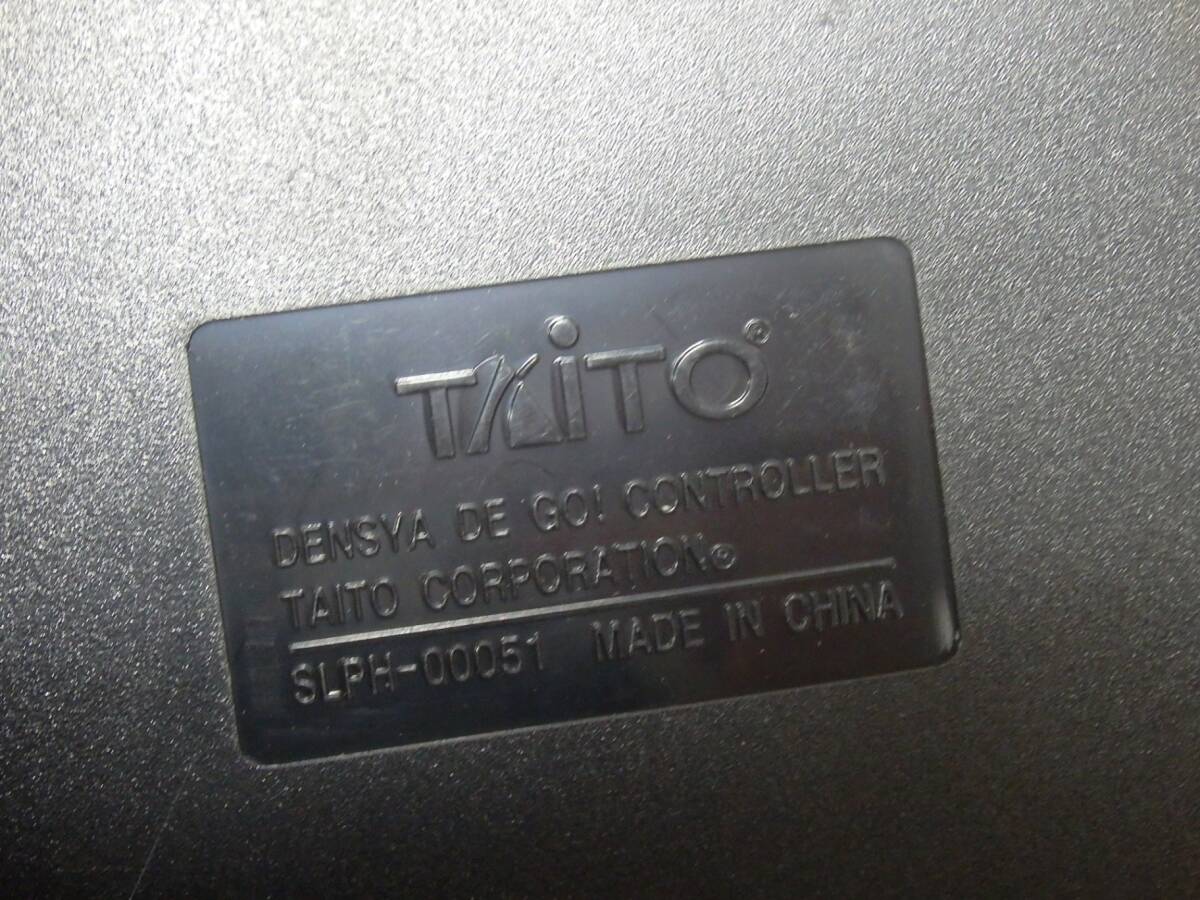 TAiTO®
DENSYA DE GO! CONTROLLER
TAITO CORPORATION©
SLPH-00051 MADE IN CHINA